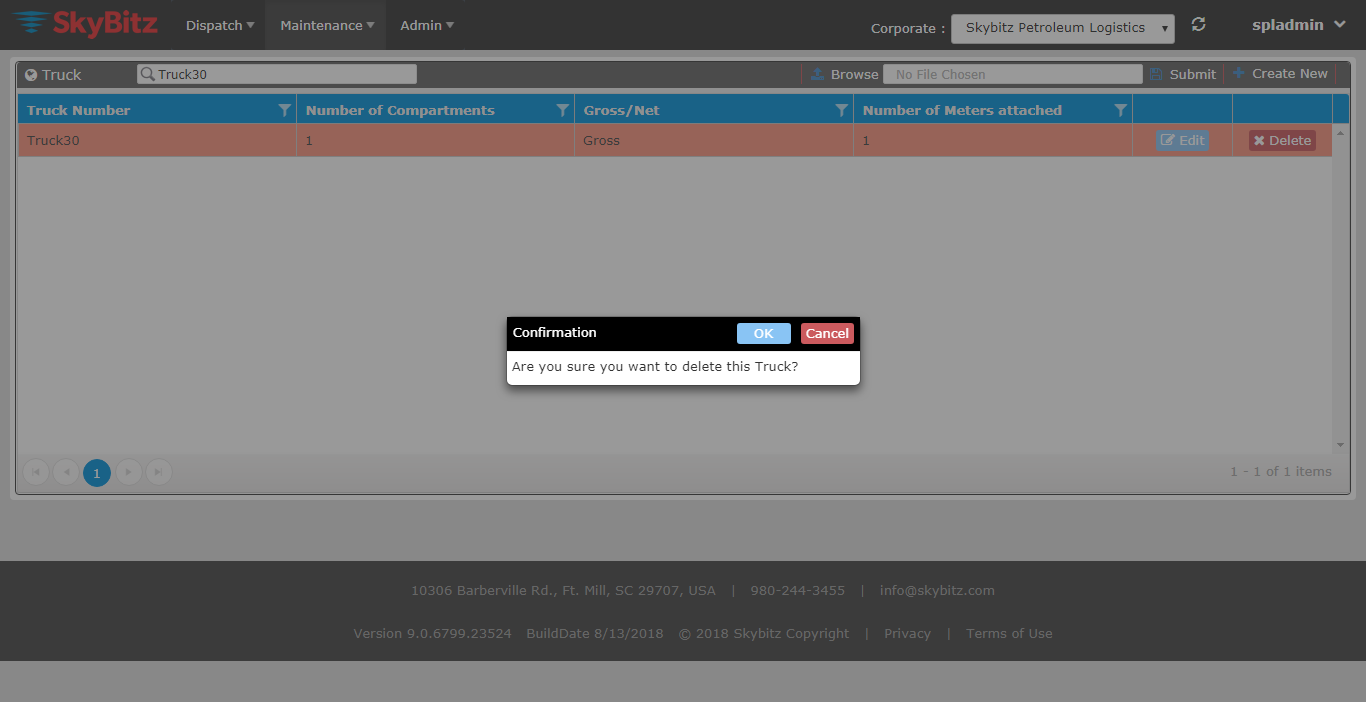 SkyBitz Dispatch Maintenance Admin Corporate : Skybitz Petroleum Logistics spladmin
Truck Truck30 Browse No File Chosen Submit Create New
Truck Number Number of Compartments Gross/Net Number of Meters attached
Truck30 1 Gross 1 Edit Delete
Confirmation OK Cancel
Are you sure you want to delete this Truck?
1 1 - 1 of 1 items
10306 Barberville Rd., Ft. Mill, SC 29707, USA | 980-244-3455 | info@skybitz.com
Version 9.0.6799.23524 BuildDate 8/13/2018 © 2018 Skybitz Copyright | Privacy | Terms of Use